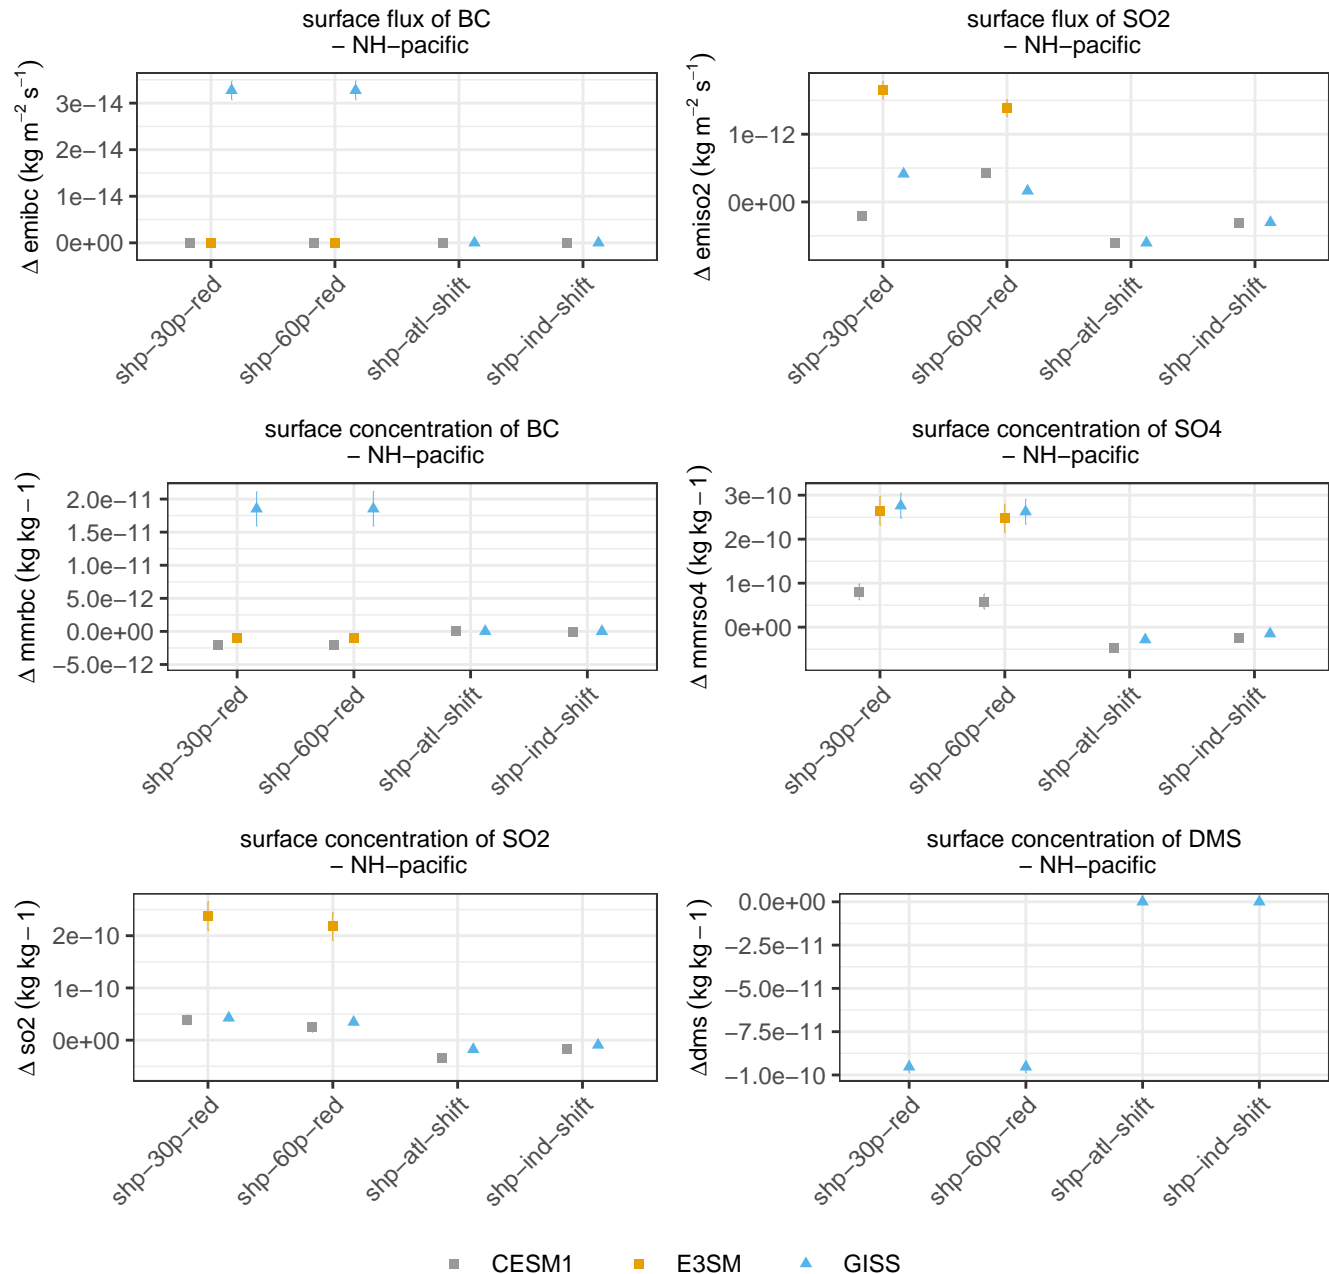 surface flux of BC
− NH−pacific
Δ emibc (kg m−2 s−1)
3e−14
2e−14
1e−14
0e+00
shp−30p−red
shp−60p−red
shp−atl−shift
shp−ind−shift
surface flux of SO2
− NH−pacific
Δ emiso2 (kg m−2 s−1)
1e−12
0e+00
shp−30p−red
shp−60p−red
shp−atl−shift
shp−ind−shift
surface concentration of BC
− NH−pacific
Δ mmrbc (kg kg − 1)
2.0e−11
1.5e−11
1.0e−11
5.0e−12
0.0e+00
−5.0e−12
shp−30p−red
shp−60p−red
shp−atl−shift
shp−ind−shift
surface concentration of SO4
− NH−pacific
Δ mmrso4 (kg kg − 1)
3e−10
2e−10
1e−10
0e+00
shp−30p−red
shp−60p−red
shp−atl−shift
shp−ind−shift
surface concentration of SO2
− NH−pacific
Δ so2 (kg kg − 1)
2e−10
1e−10
0e+00
shp−30p−red
shp−60p−red
shp−atl−shift
shp−ind−shift
surface concentration of DMS
− NH−pacific
Δdms (kg kg − 1)
0.0e+00
−2.5e−11
−5.0e−11
−7.5e−11
−1.0e−10
shp−30p−red
shp−60p−red
shp−atl−shift
shp−ind−shift
CESM1 E3SM GISS